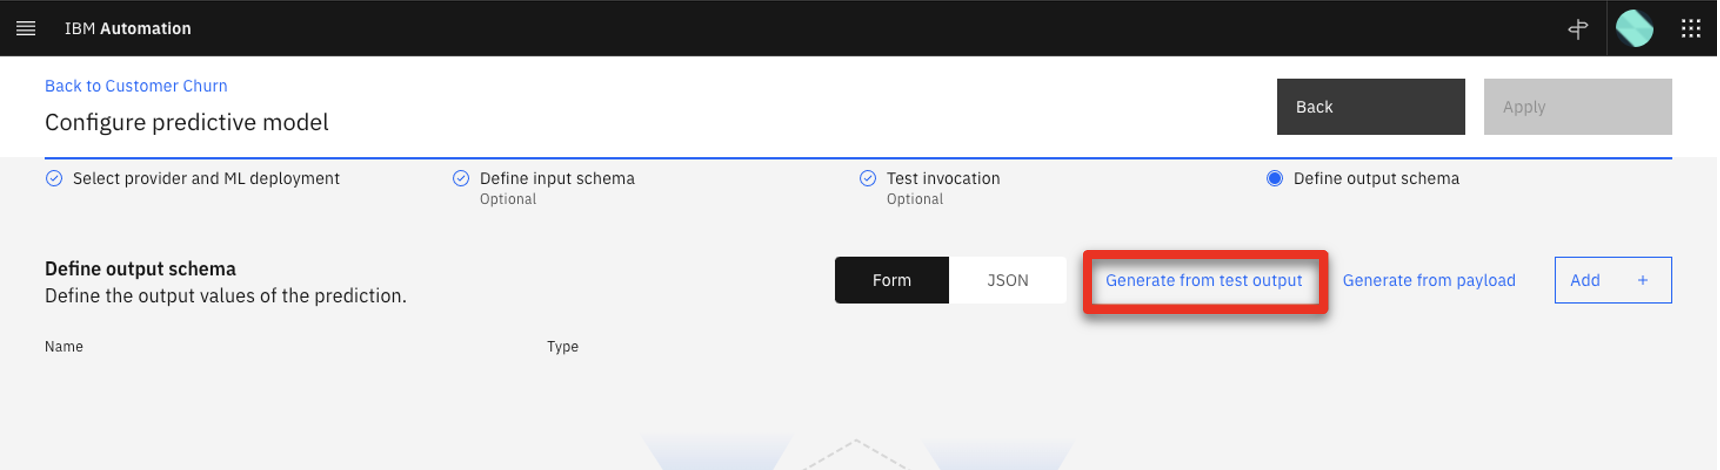 IBM Automation
Back to Customer Churn
Configure predictive model
Back
Apply
Select provider and ML deployment
Define input schema
Optional
Test invocation
Optional
Define output schema
Define output schema
Define the output values of the prediction.
Form
JSON
Generate from test output
Generate from payload
Add +
Name
Type